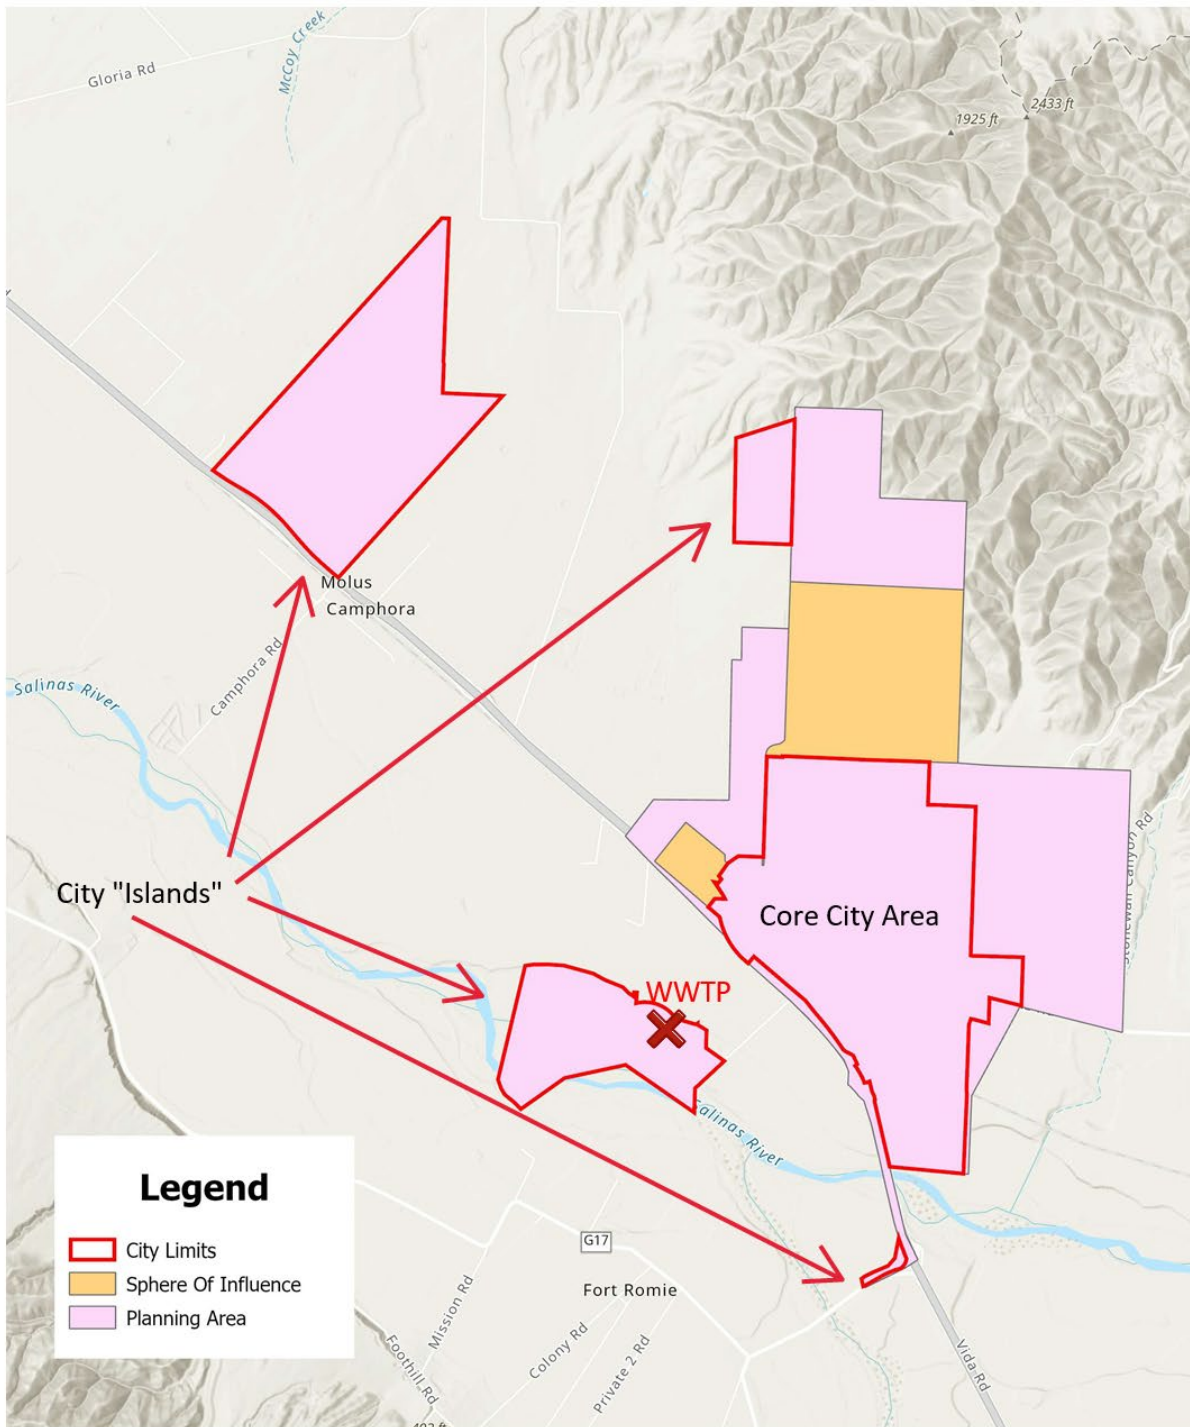 McCoy Creek
Gloria Rd
2433 ft
1925 ft
Molus
Camphora
Camphora Rd
Salinas River
City "Islands"
Core City Area
Stonewall Canyon Rd
WWTP
Salinas River
Legend
City Limits
Sphere Of Influence
Planning Area
G17
Fort Romie
Mission Rd
Colony Rd
Private 2 Rd
Foothill Rd
Vida Rd